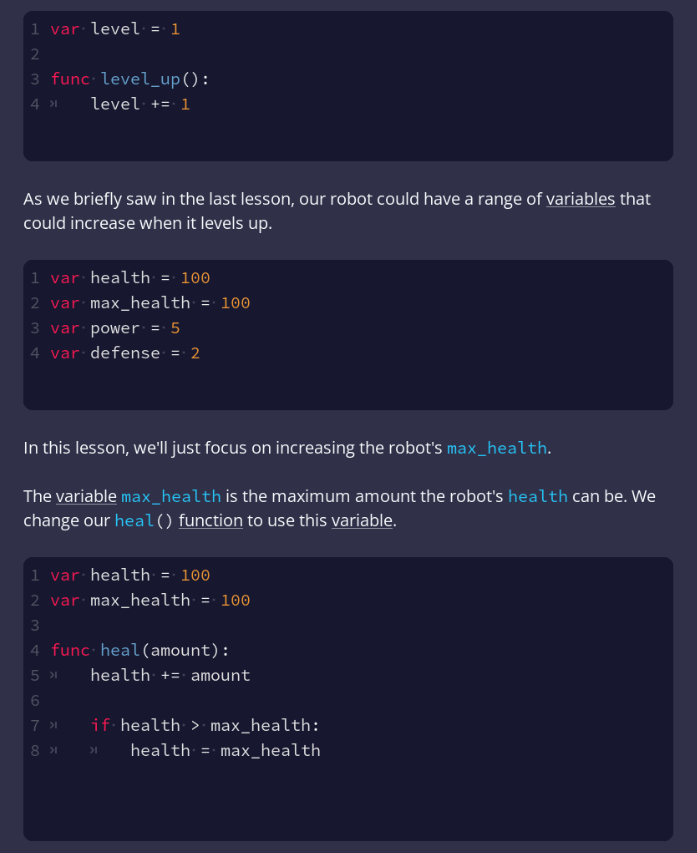 1 var level = 1
2
3 func level_up():
4 level += 1
As we briefly saw in the last lesson, our robot could have a range of variables that
could increase when it levels up.
1 var health = 100
2 var max_health = 100
3 var power = 5
4 var defense = 2
In this lesson, we'll just focus on increasing the robot's max_health.
The variable max_health is the maximum amount the robot's health can be. We
change our heal() function to use this variable.
1 var health = 100
2 var max_health = 100
3
4 func heal(amount):
5 health += amount
6
7 if health > max_health:
8 health = max_health